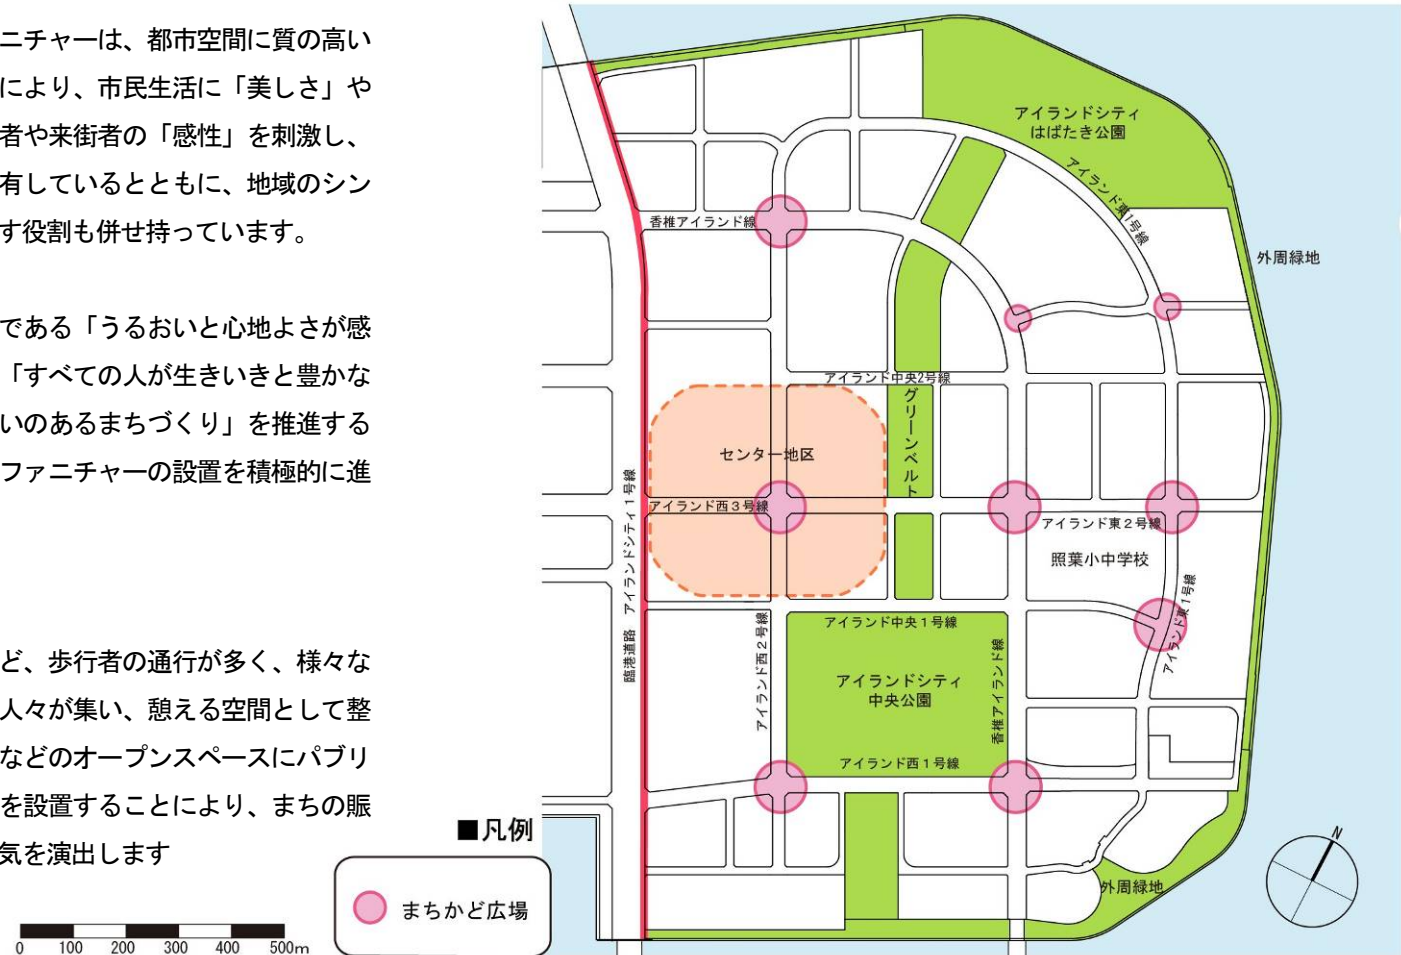 ニチャーは、都市空間に質の高い
により、市民生活に「美しさ」や
者や来街者の「感性」を刺激し、
有しているとともに、地域のシン
す役割も併せ持っています。
である「うるおいと心地よさが感
「すべての人が生きいきと豊かな
いのあるまちづくり」を推進する
ファニチャーの設置を積極的に進
ど、歩行者の通行が多く、様々な
人々が集い、憩える空間として整
などのオープンスペースにパブリ
を設置することにより、まちの賑
気を演出します
■凡例
まちかど広場
0 100 200 300 400 500m
アイランドシティ
はばたき公園
アイランド東1号線
香椎アイランド線
外周緑地
アイランド中央2号線
グリーンベルト
センター地区
アイランド西3号線
アイランド東2号線
照葉小中学校
臨港道路 アイランドシティ1号線
アイランド西2号線
アイランド中央1号線
アイランド東1号線
アイランドシティ
中央公園
香椎アイランド線
アイランド西1号線
外周緑地
N